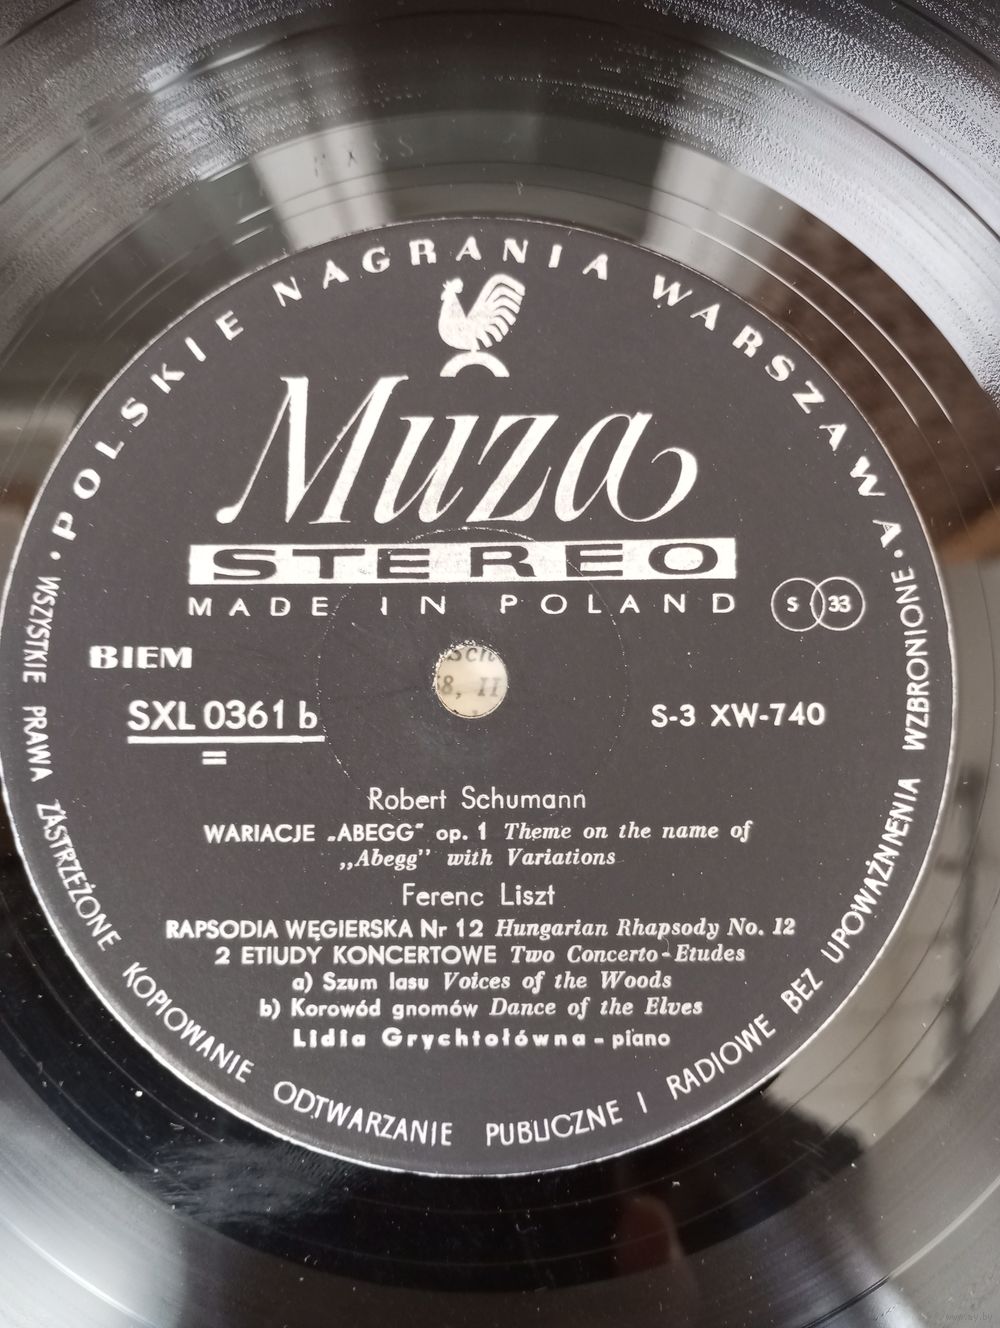 POLSKIE NAGRANIA WARSZAWA
Muza
STEREO
MADE IN POLAND
S 33
BIEM
SXL 0361 b
=
S-3 XW-740
Robert Schumann
WARIACJE „ABEGG" op. 1 Theme on the name of
„Abegg” with Variations
Ferenc Liszt
RAPSODIA WĘGIERSKA Nr 12 Hungarian Rhapsody No. 12
2 ETIUDY KONCERTOWE Two Concerto-Etudes
a) Szum lasu Voices of the Woods
b) Korowód gnomów Dance of the Elves
Lidia Grychtołówna - piano
• WSZYSTKIE PRAWA ZASTRZEŻONE KOPIOWANIE ODTWARZANIE PUBLICZNE I RADIOWE BEZ UPOWAŻNIENIA WZBRONIONE •
Sch
8, II